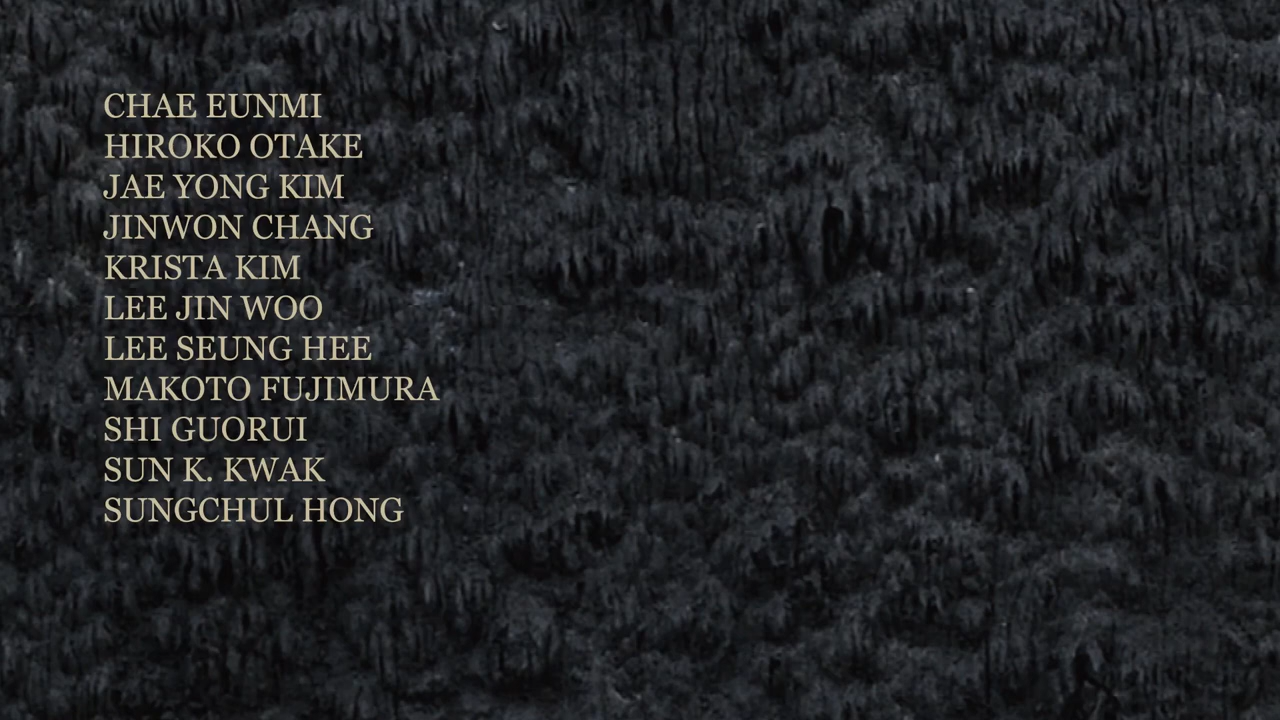 CHAE EUNMI
HIROKO OTAKE
JAE YONG KIM
JINWON CHANG
KRISTA KIM
LEE JIN WOO
LEE SEUNG HEE
MAKOTO FUJIMURA
SHI GUORUI
SUN K. KWAK
SUNGCHUL HONG